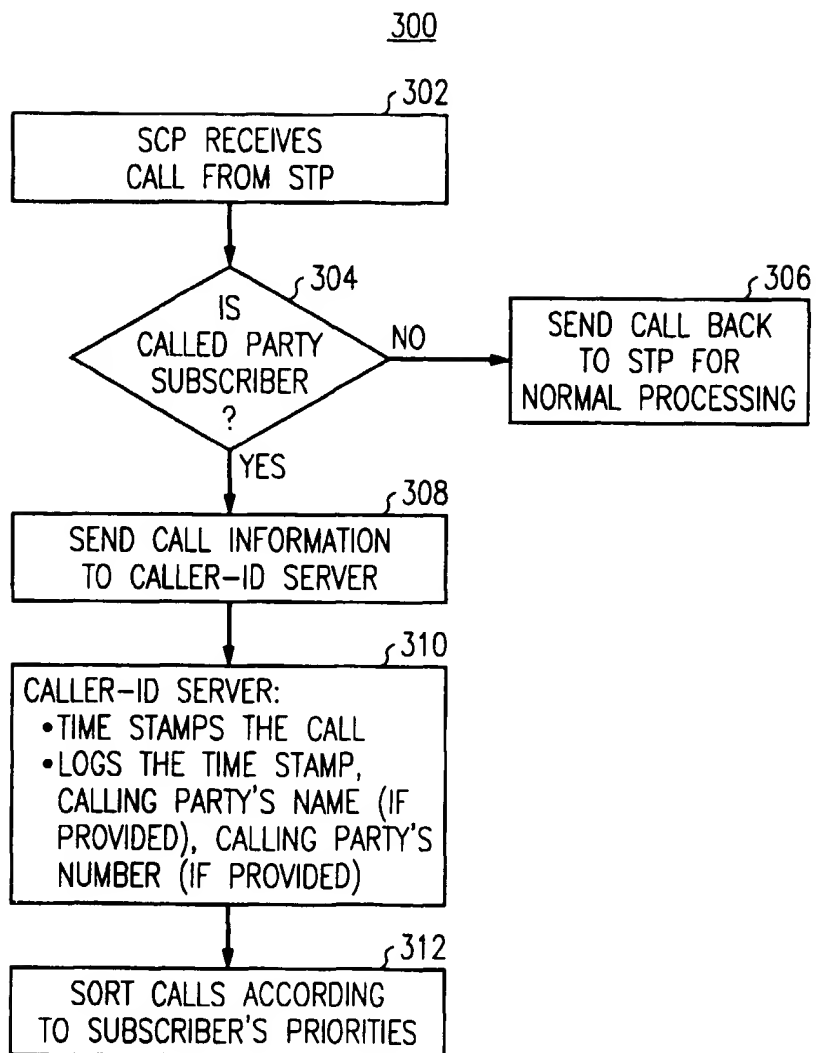 300
302
SCP RECEIVES
CALL FROM STP
304
IS
CALLED PARTY
SUBSCRIBER
?
NO
306
SEND CALL BACK
TO STP FOR
NORMAL PROCESSING
YES
308
SEND CALL INFORMATION
TO CALLER-ID SERVER
310
CALLER-ID SERVER:
•TIME STAMPS THE CALL
•LOGS THE TIME STAMP,
CALLING PARTY'S NAME (IF
PROVIDED), CALLING PARTY'S
NUMBER (IF PROVIDED)
312
SORT CALLS ACCORDING
TO SUBSCRIBER'S PRIORITIES